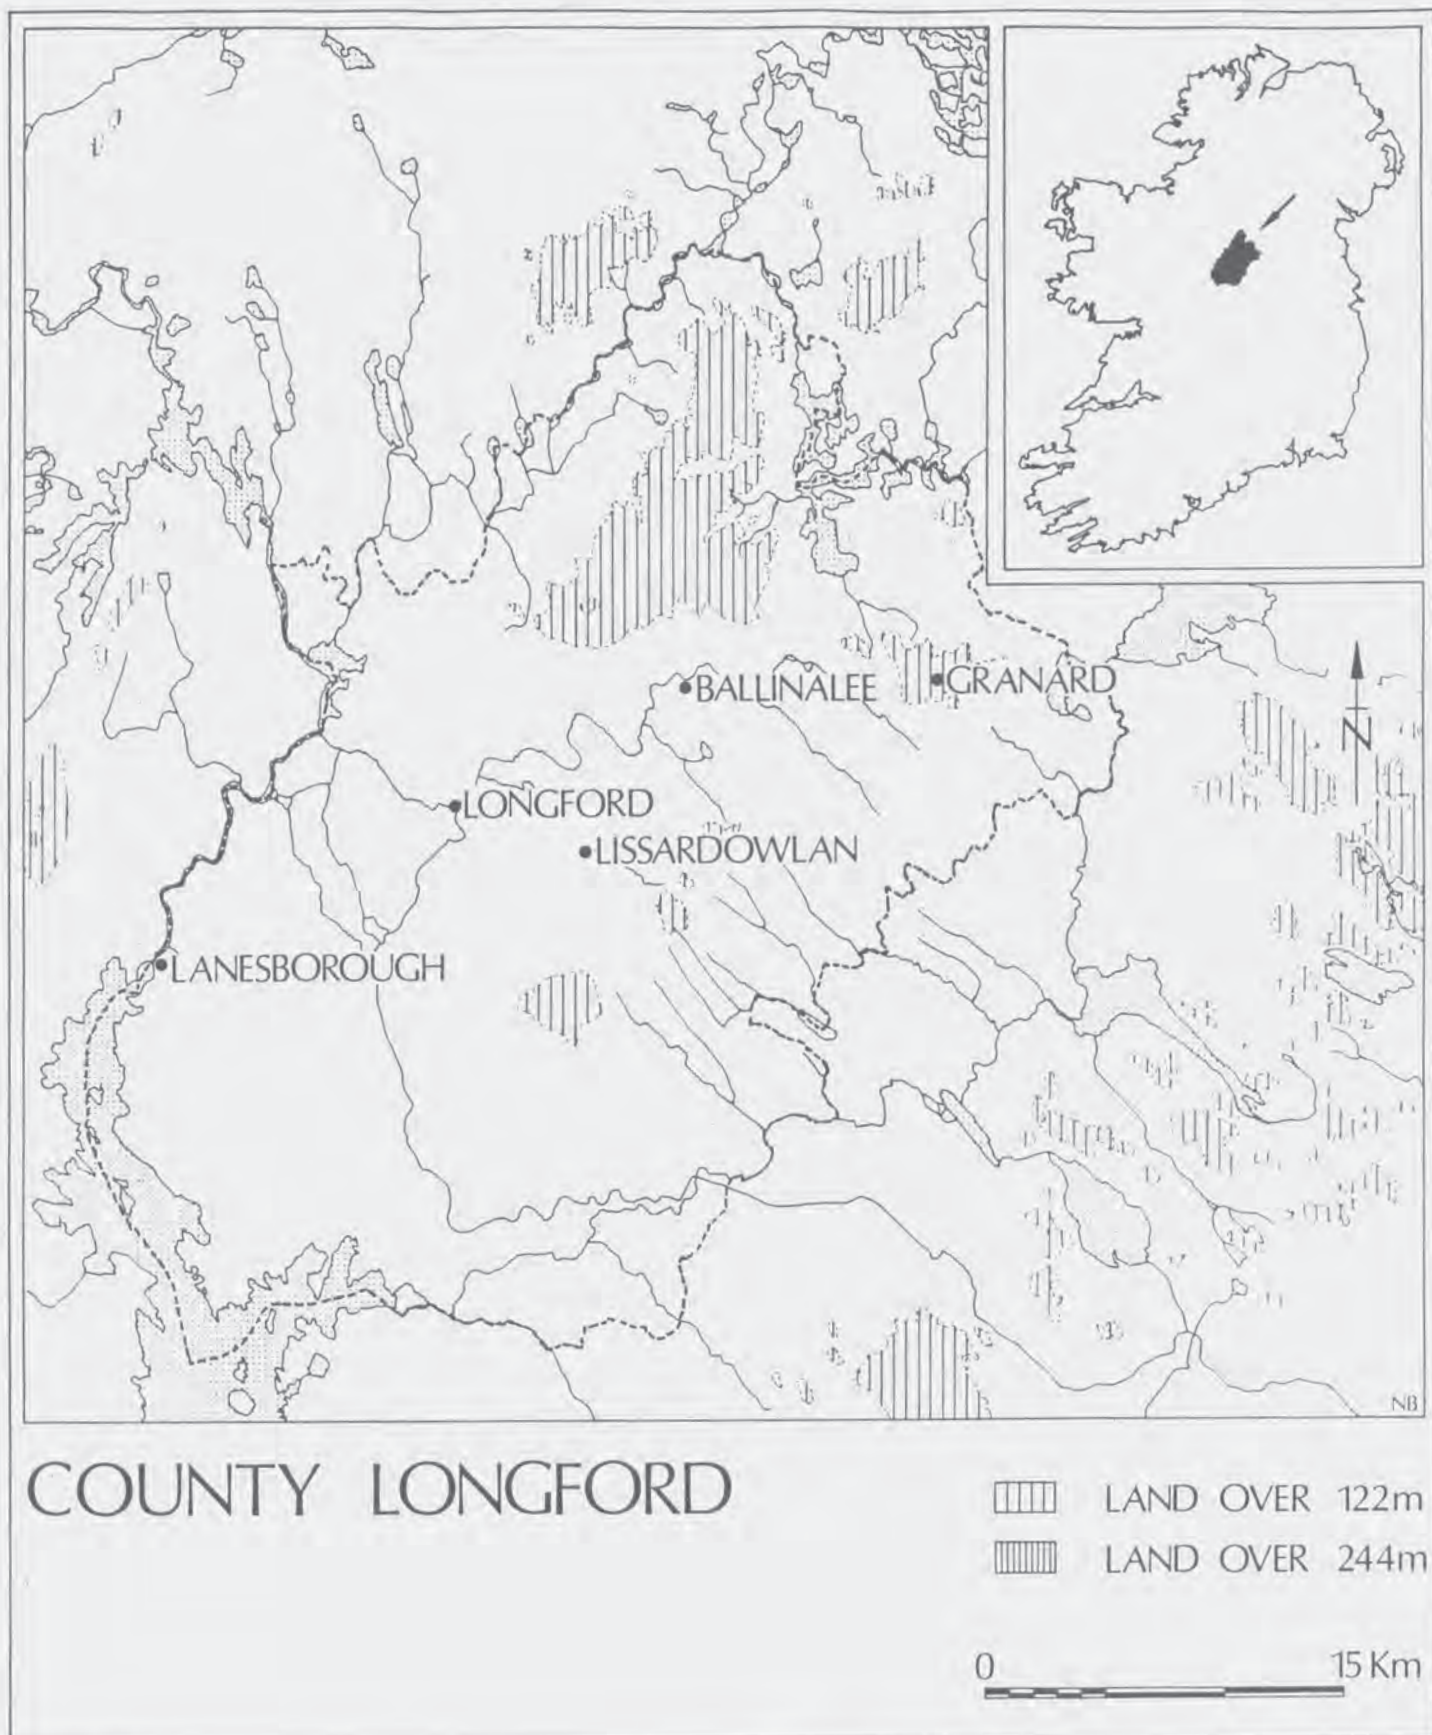 BALLINALEE
GRANARD
N
LONGFORD
LISSARDOWLAN
LANESBOROUGH
NB
COUNTY LONGFORD
LAND OVER 122m
LAND OVER 244m
0 15 Km